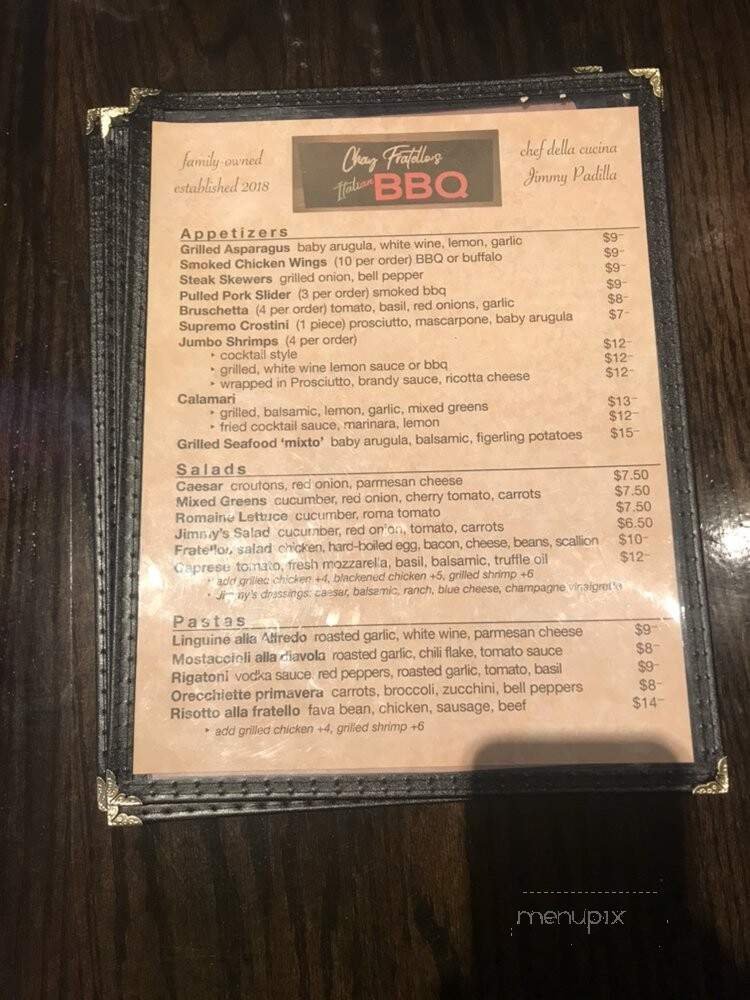 family-owned
established 2018
Chay Fratellos
Italian BBQ
chef della cucina
Jimmy Padilla
Appetizers
Grilled Asparagus baby arugula, white wine, lemon, garlic $9-
Smoked Chicken Wings (10 per order) BBQ or buffalo $9-
Steak Skewers grilled onion, bell pepper $9-
Pulled Pork Slider (3 per order) smoked bbq $9-
Bruschetta (4 per order) tomato, basil, red onions, garlic $8-
Supremo Crostini (1 piece) prosciutto, mascarpone, baby arugula $7-
Jumbo Shrimps (4 per order)
‣ cocktail style $12-
‣ grilled, white wine lemon sauce or bbq $12-
‣ wrapped in Prosciutto, brandy sauce, ricotta cheese $12-
Calamari
‣ grilled, balsamic, lemon, garlic, mixed greens $13-
‣ fried cocktail sauce, marinara, lemon $12-
Grilled Seafood ‘mixto’ baby arugula, balsamic, figerling potatoes $15-
Salads
Caesar croutons, red onion, parmesan cheese $7.50
Mixed Greens cucumber, red onion, cherry tomato, carrots $7.50
Romaine Lettuce cucumber, roma tomato $7.50
Jimmy's Salad cucumber, red onion, tomato, carrots $6.50
Fratellos salad chicken, hard-boiled egg, bacon, cheese, beans, scallion $10-
Caprese tomato, fresh mozzarella, basil, balsamic, truffle oil $12-
‣ add grilled chicken +4, blackened chicken +5, grilled shrimp +6
‣ Jimmy's dressings: caesar, balsamic, ranch, blue cheese, champagne vinaigrette
Pastas
Linguine alla Alfredo roasted garlic, white wine, parmesan cheese $9-
Mostaccioli alla diavola roasted garlic, chili flake, tomato sauce $8-
Rigatoni vodka sauce red peppers, roasted garlic, tomato, basil $9-
Orecchiette primavera carrots, broccoli, zucchini, bell peppers $8-
Risotto alla fratello fava bean, chicken, sausage, beef $14-
‣ add grilled chicken +4, grilled shrimp +6
menupix